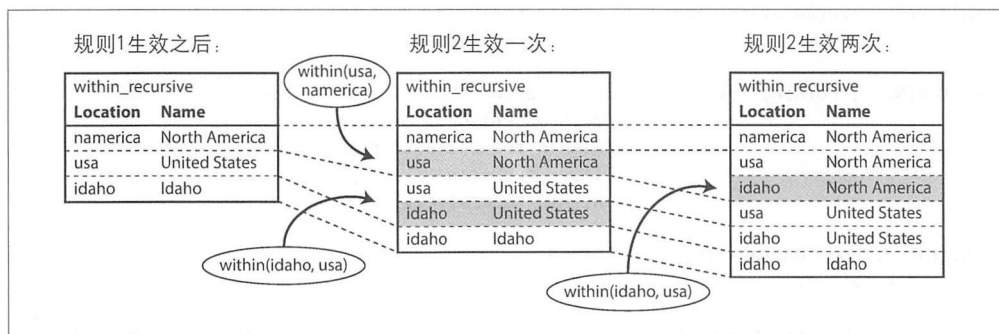 规则1生效之后：
within_recursive
Location Name
namerica North America
usa United States
idaho Idaho
within(usa,
namerica)
within(idaho, usa)
规则2生效一次：
within_recursive
Location Name
namerica North America
usa North America
usa United States
idaho United States
idaho Idaho
within(idaho, usa)
规则2生效两次：
within_recursive
Location Name
namerica North America
usa North America
idaho North America
usa United States
idaho United States
idaho Idaho